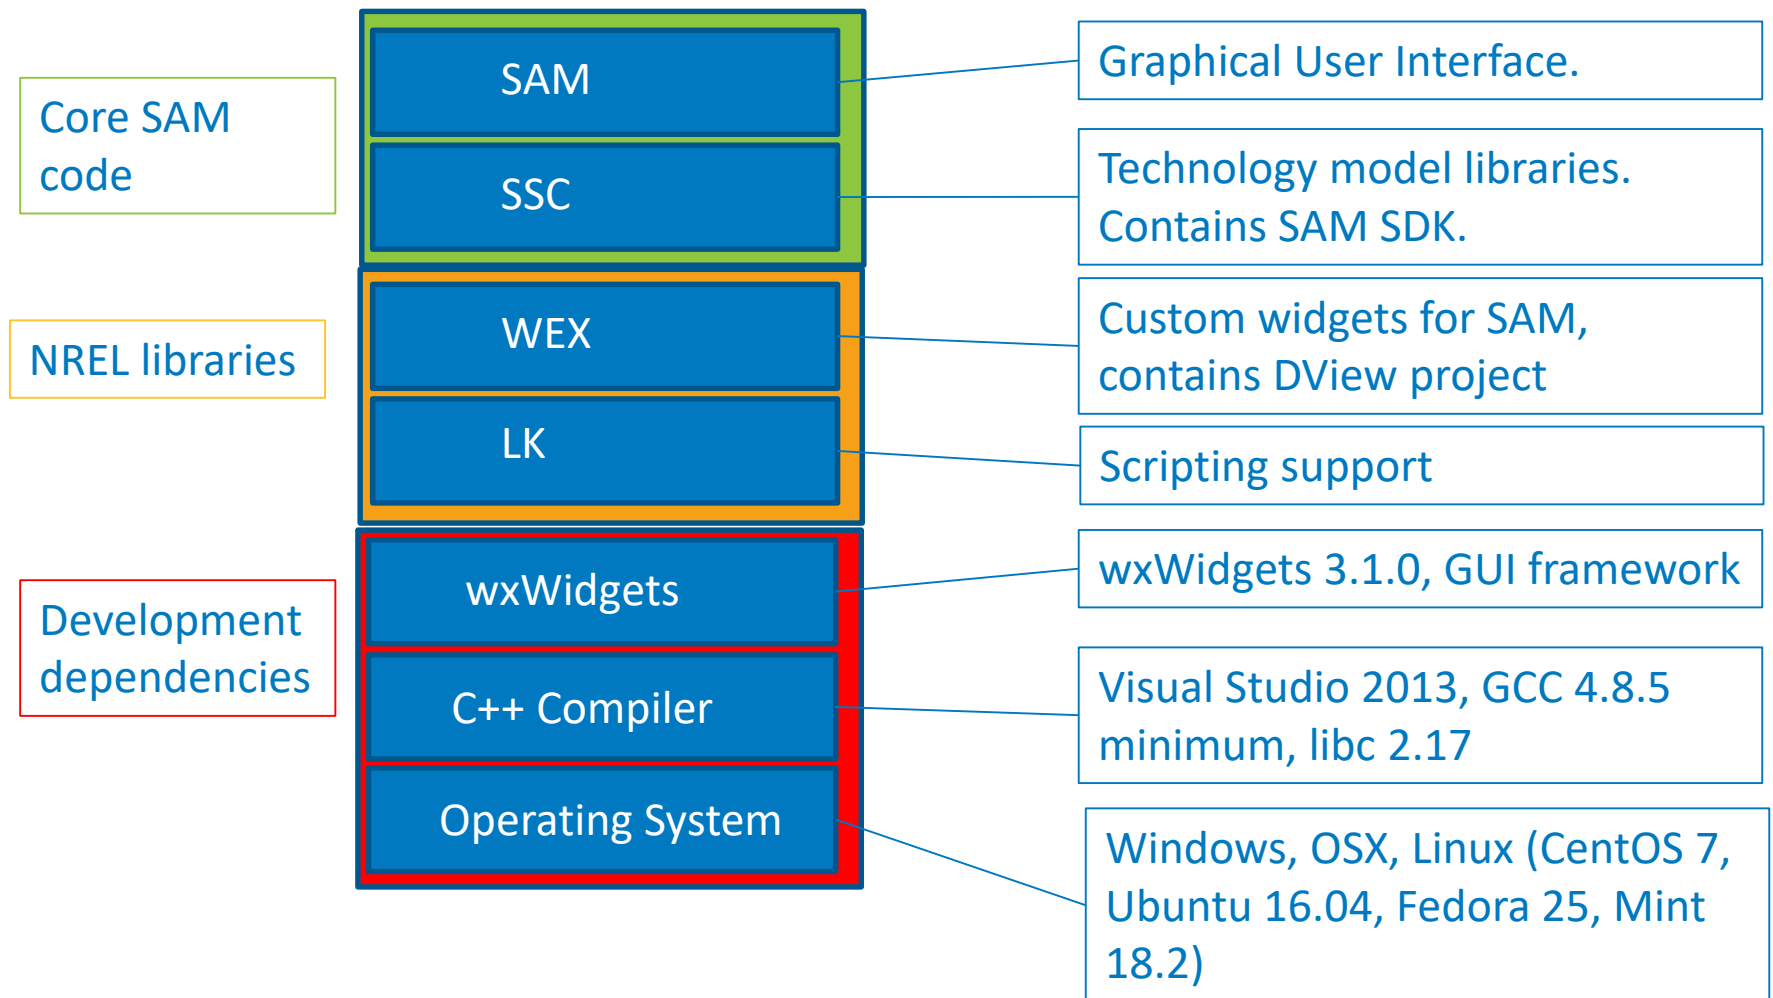 Core SAM
code
NREL libraries
Development
dependencies
SAM
SSC
WEX
LK
wxWidgets
C++ Compiler
Operating System
Graphical User Interface.
Technology model libraries.
Contains SAM SDK.
Custom widgets for SAM,
contains DView project
Scripting support
wxWidgets 3.1.0, GUI framework
Visual Studio 2013, GCC 4.8.5
minimum, libc 2.17
Windows, OSX, Linux (CentOS 7,
Ubuntu 16.04, Fedora 25, Mint
18.2)